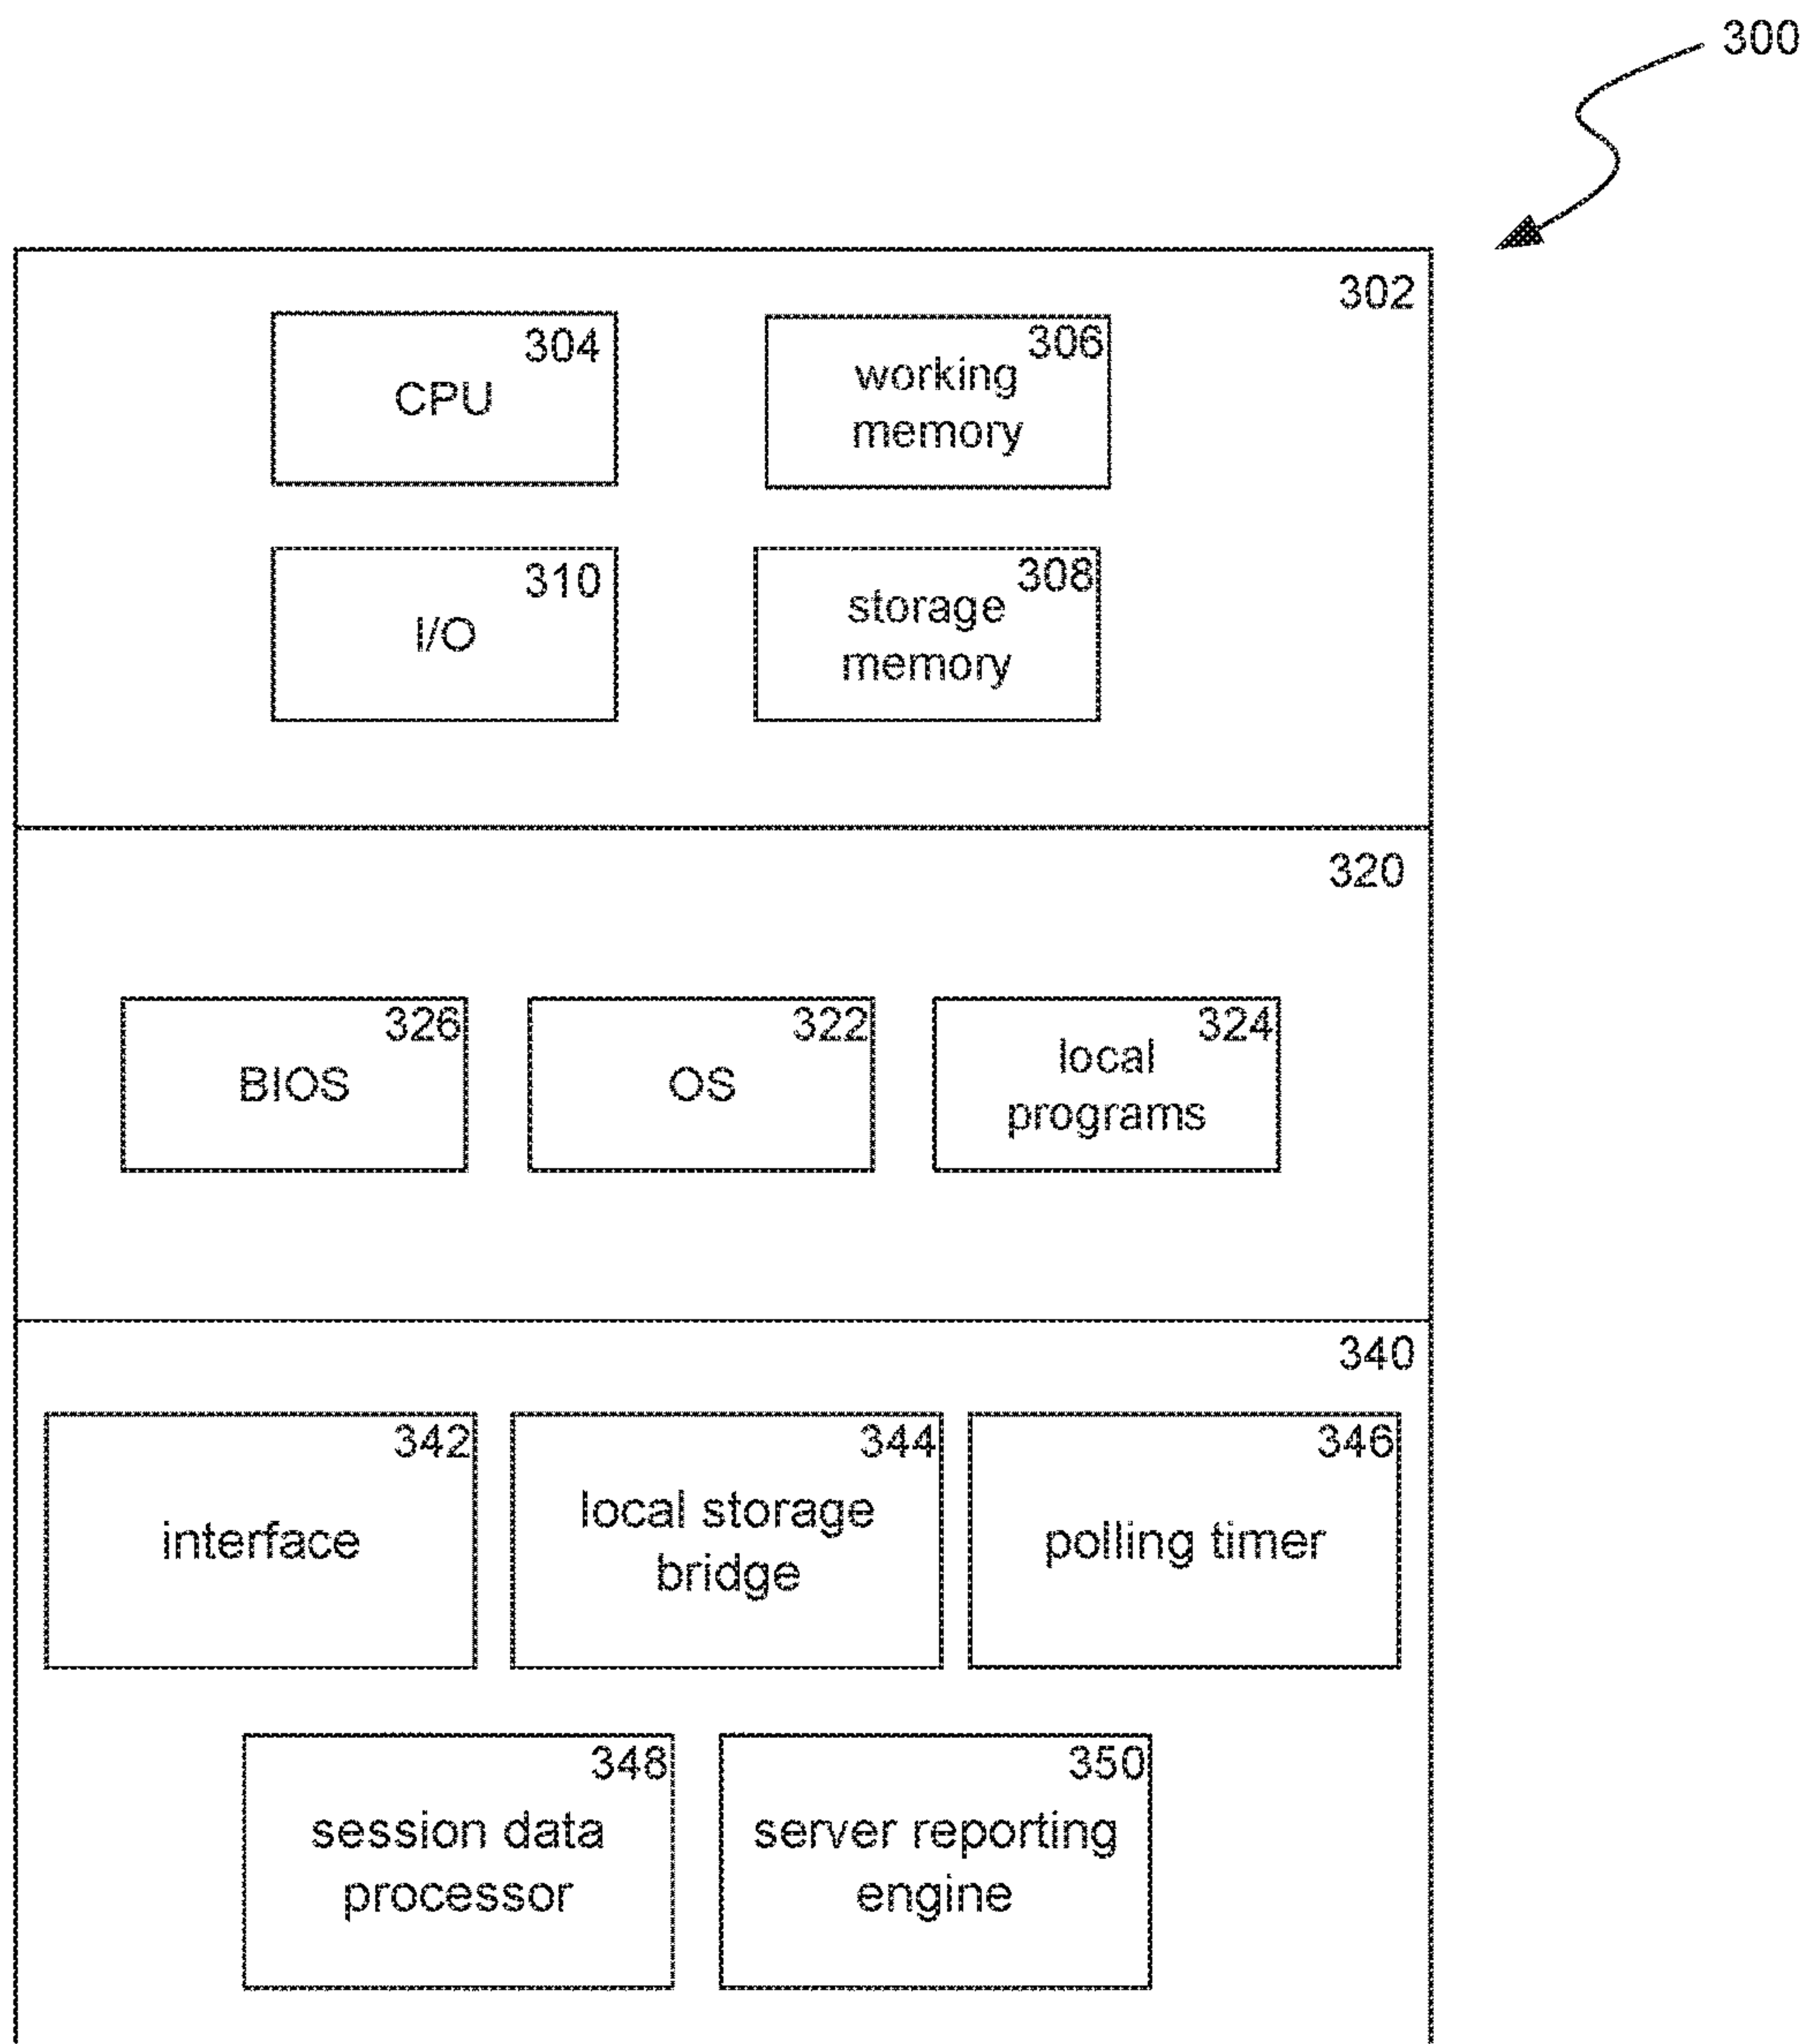 300
302
304
CPU
306
working
memory
310
I/O
308
storage
memory
320
326
BIOS
322
OS
324
local
programs
340
342
interface
344
local storage
bridge
346
polling timer
348
session data
processor
350
server reporting
engine